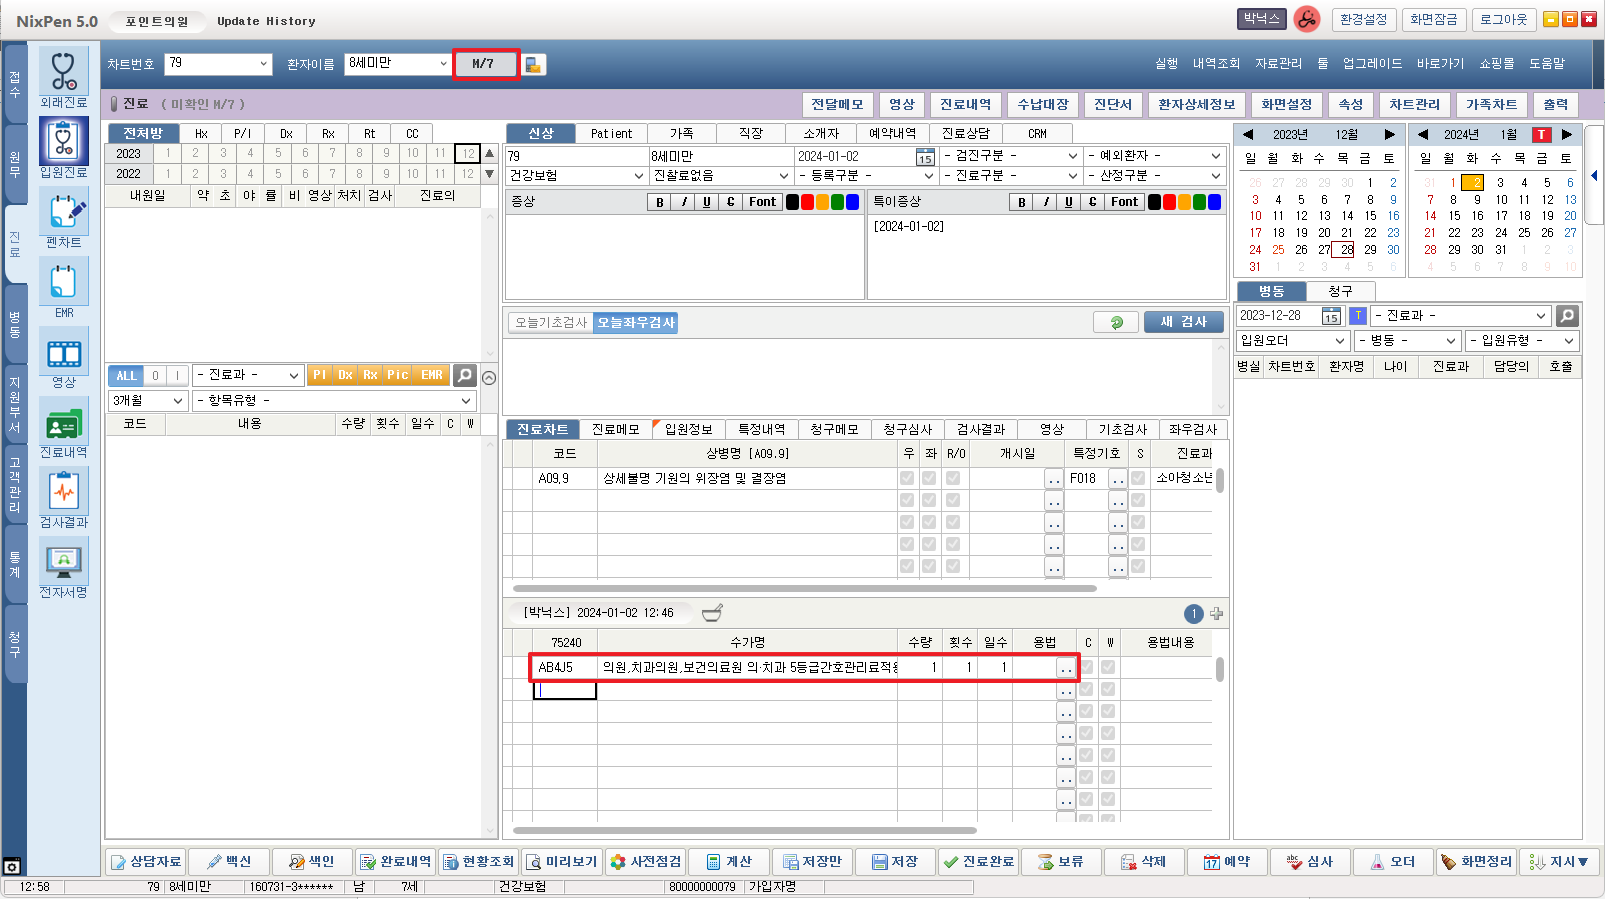 NixPen 5.0 포인트의원 Update History 박닉스 환경설정 화면잠금 로그아웃
차트번호 79 환자이름 8세미만 M/7 실행 내역조회 자료관리 툴 업그레이드 바로가기 쇼핑몰 도움말
접수
원무
진료
병동
지원부서
고객관리
통계
청구
외래진료
입원진료
펜차트
EMR
영상
진료내역
검사결과
전자서명
진료 ( 미확인 M/7 ) 전달메모 영상 진료내역 수납대장 진단서 환자상세정보 화면설정 속성 차트관리 가족차트 출력
전처방 Hx P/I Dx Rx Rt CC
2023 1 2 3 4 5 6 7 8 9 10 11 12
2022 1 2 3 4 5 6 7 8 9 10 11 12
내원일 약 초 야 률 비 영상 처치 검사 진료의
ALL 0 I - 진료과 - PI Dx Rx Pic EMR
3개월 - 항목유형 -
코드 내용 수량 횟수 일수 C W
신상 Patient 가족 직장 소개자 예약내역 진료상담 CRM
79 8세미만 2024-01-02 15 - 검진구분 - - 예외환자 -
건강보험 진찰료없음 - 등록구분 - - 진료구분 - - 산정구분 -
증상 B I U C Font 특이증상 B I U C Font
[2024-01-02]
오늘기초검사 오늘좌우검사 새 검사
진료차트 진료메모 입원정보 특정내역 청구메모 청구심사 검사결과 영상 기초검사 좌우검사
코드 상병명 [A09.9] 우 좌 R/O 개시일 특정기호 S 진료과
A09.9 상세불명 기원의 위장염 및 결장염 .. F018 .. 소아청소년
.. ..
.. ..
.. ..
.. ..
[박닉스] 2024-01-02 12:46 1
75240 수가명 수량 횟수 일수 용법 C W 용법내용
AB4J5 의원,치과의원,보건의료원 의·치과 5등급간호관리료적용 1 1 1 ..
..
..
..
..
..
..
2023년 12월
일 월 화 수 목 금 토
26 27 28 29 30 1 2
3 4 5 6 7 8 9
10 11 12 13 14 15 16
17 18 19 20 21 22 23
24 25 26 27 28 29 30
31 1 2 3 4 5 6
2024년 1월 T
일 월 화 수 목 금 토
31 1 2 3 4 5 6
7 8 9 10 11 12 13
14 15 16 17 18 19 20
21 22 23 24 25 26 27
28 29 30 31 1 2 3
4 5 6 7 8 9 10
병동 청구
2023-12-28 15 T - 진료과 -
입원오더 - 병동 - - 입원유형 -
병실 차트번호 환자명 나이 진료과 담당의 호출
상담자료 백신 색인 완료내역 현황조회 미리보기 사전점검 계산 저장만 저장 진료완료 보류 삭제 예약 심사 오더 화면정리 지시▼
12:58 79 8세미만 160731-3****** 남 7세 건강보험 80000000079 가입자명